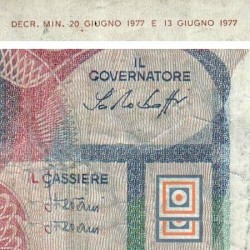 DECR. MIN. 20 GIUGNO 1977 E 13 GIUGNO 1977
IL
GOVERNATORE
IL CASSIERE